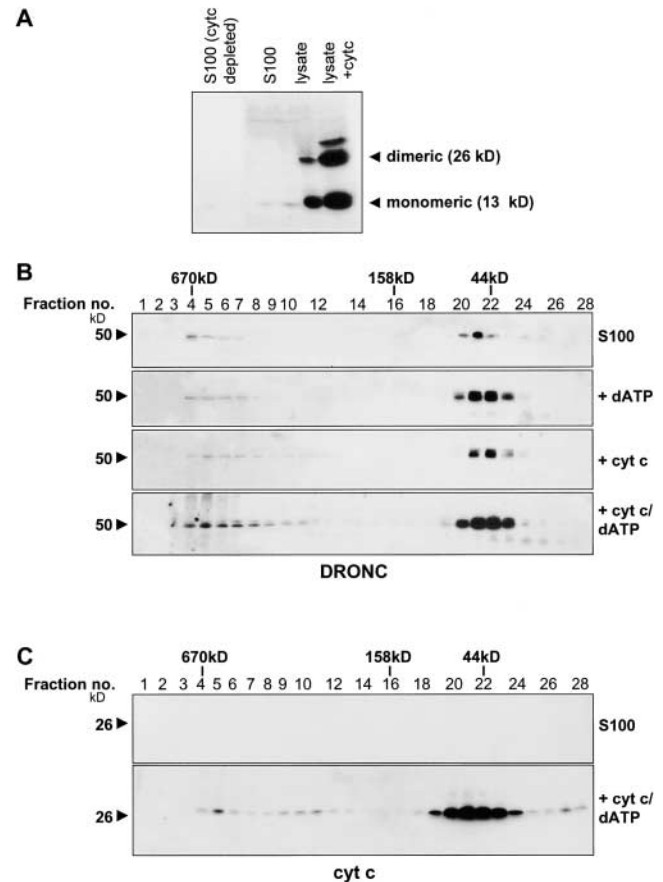 A
S100 (cytc depleted)
S100
lysate
lysate +cytc
◄ dimeric (26 kD)
◄ monomeric (13 kD)
B
670kD 158kD 44kD
Fraction no. 1 2 3 4 5 6 7 8 9 10 12 14 16 18 20 22 24 26 28
kD
50► S100
50► + dATP
50► + cyt c
50► + cyt c/
dATP
DRONC
C
670kD 158kD 44kD
Fraction no. 1 2 3 4 5 6 7 8 9 10 12 14 16 18 20 22 24 26 28
kD
26► S100
26► + cyt c/
dATP
cyt c